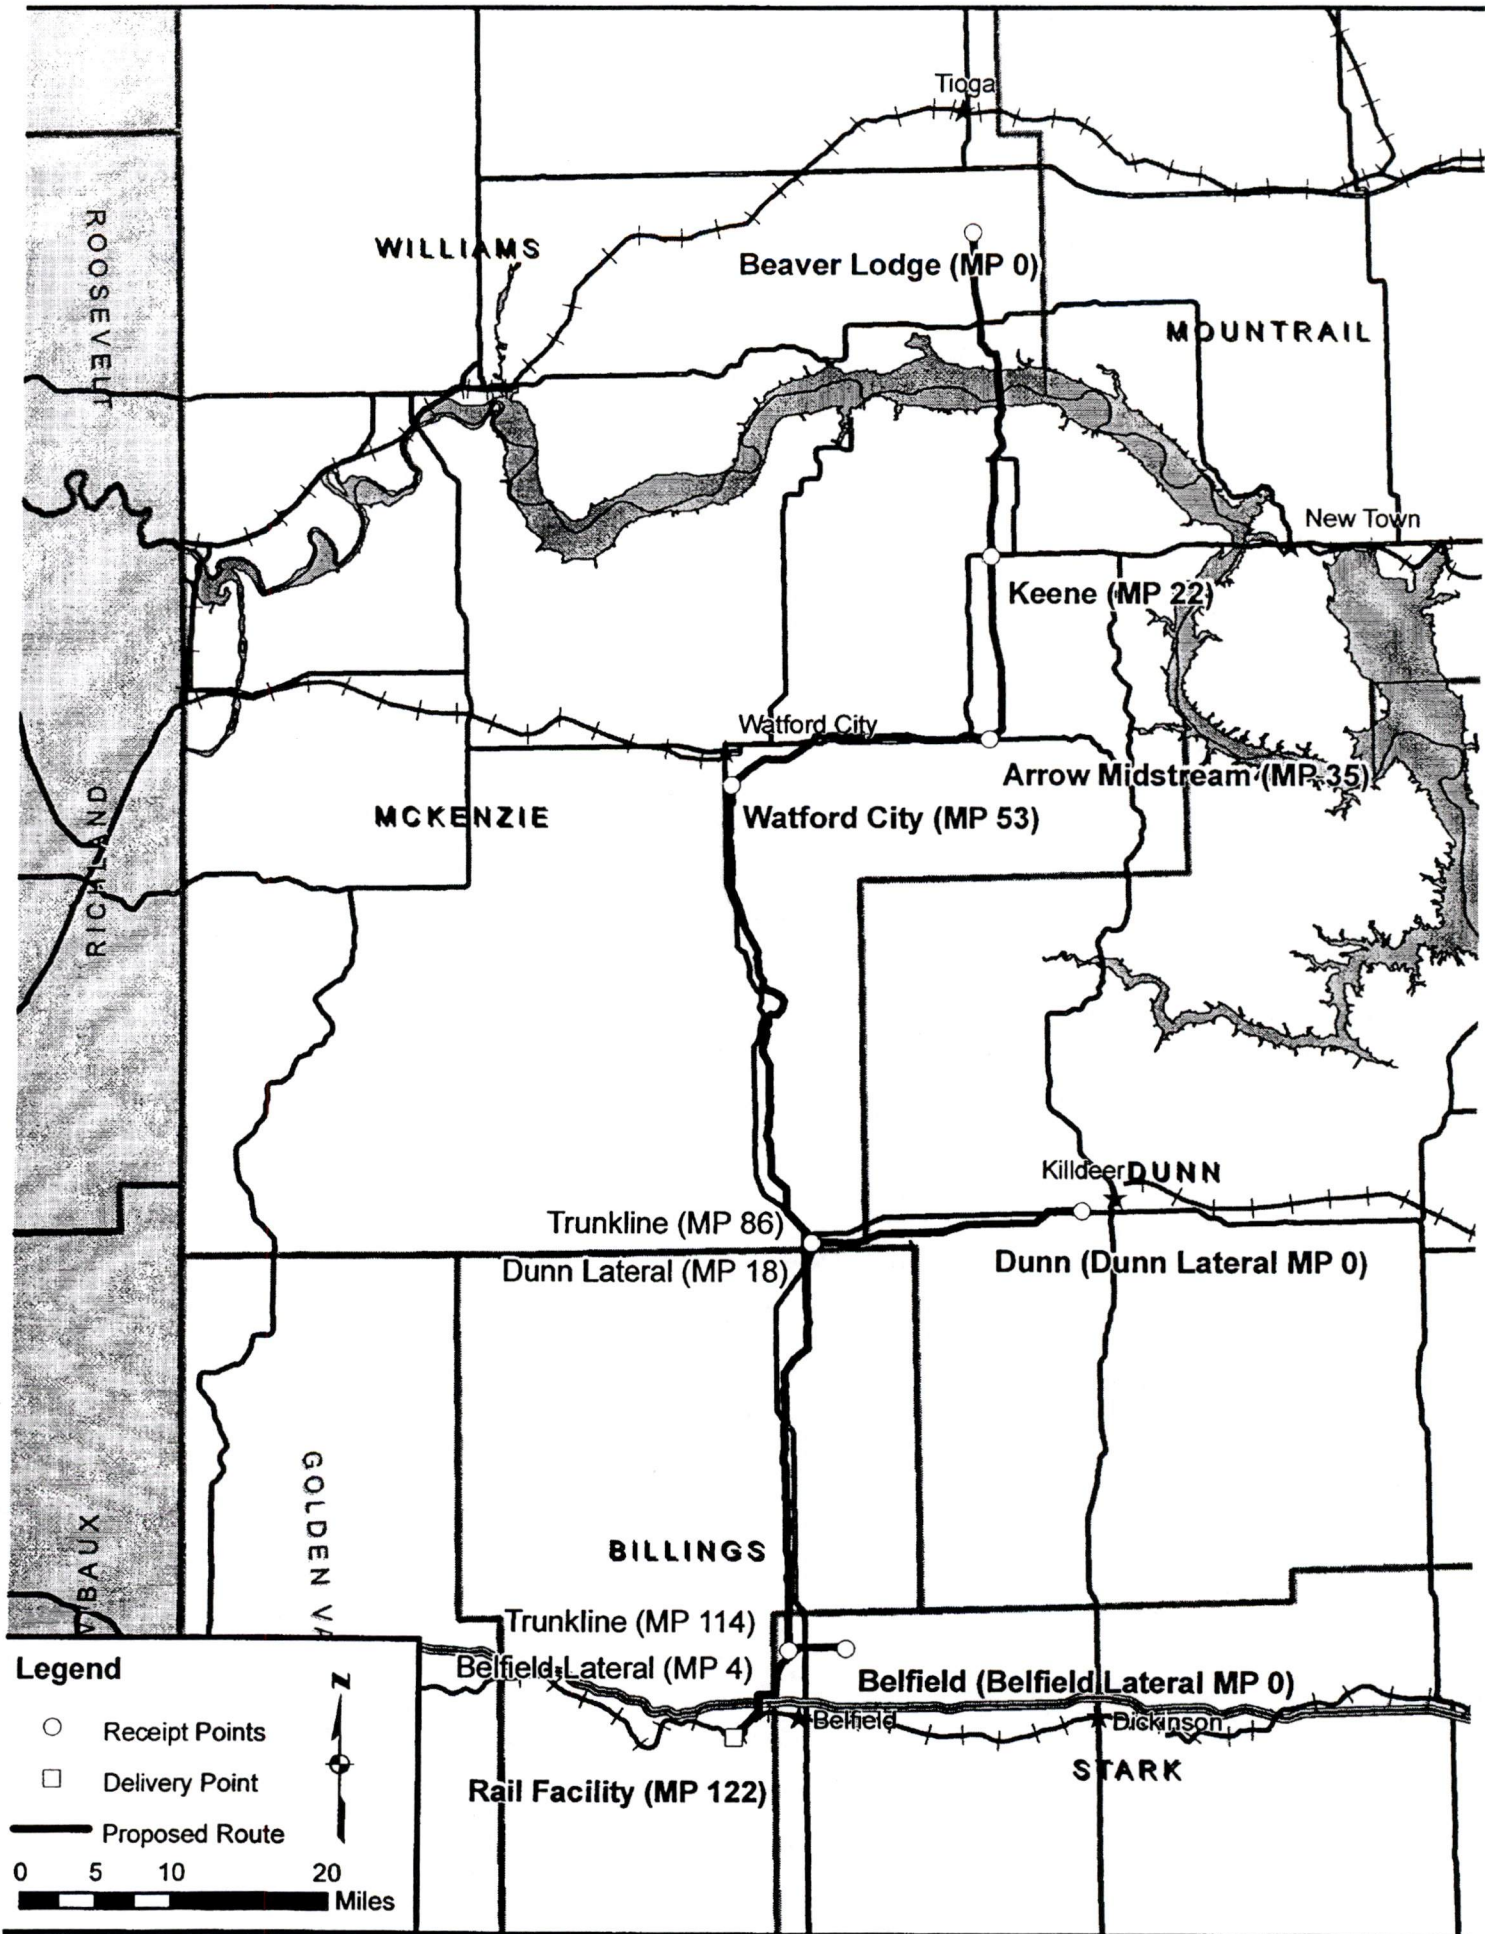 Tioga
ROOSEVELT
WILLIAMS
Beaver Lodge (MP 0)
MOUNTRAIL
New Town
Keene (MP 22)
Watford City
Arrow Midstream (MP 35)
RICHLAND
MCKENZIE
Watford City (MP 53)
Killdeer
DUNN
Trunkline (MP 86)
Dunn Lateral (MP 18)
Dunn (Dunn Lateral MP 0)
GOLDEN VA
BILLINGS
WIBAUX
Trunkline (MP 114)
Belfield Lateral (MP 4)
Belfield (Belfield Lateral MP 0)
Belfield
Dickinson
STARK
Rail Facility (MP 122)
Legend
N
Receipt Points
Delivery Point
Proposed Route
0 5 10 20
Miles